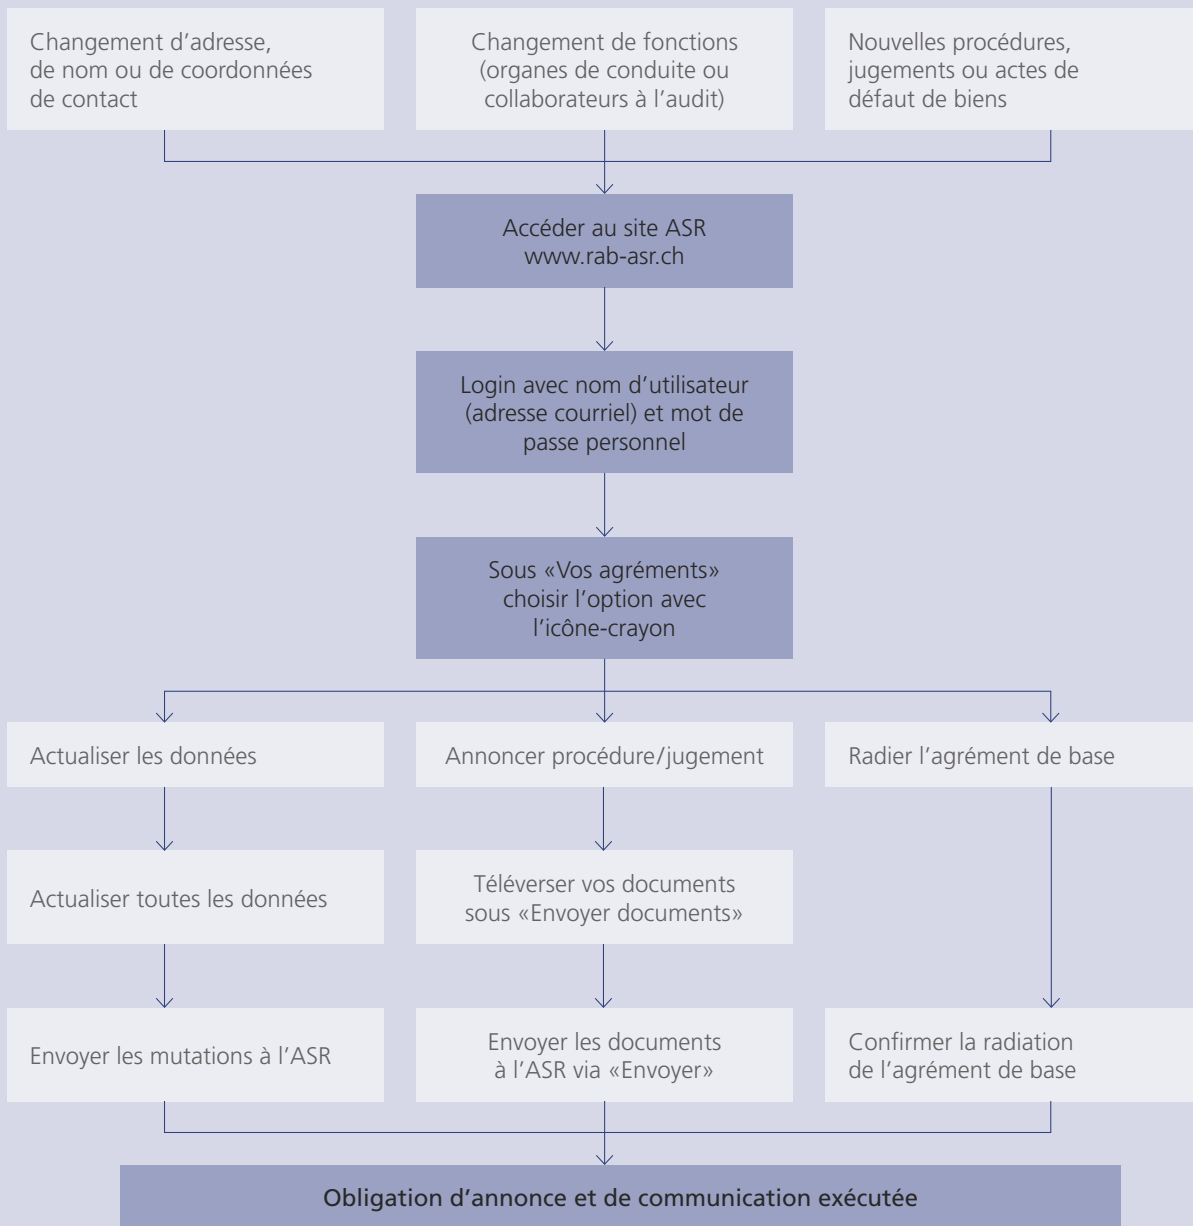 Changement d’adresse,
de nom ou de coordonnées
de contact
Changement de fonctions
(organes de conduite ou
collaborateurs à l’audit)
Nouvelles procédures,
jugements ou actes de
défaut de biens
Accéder au site ASR
www.rab-asr.ch
Login avec nom d’utilisateur
(adresse courriel) et mot de
passe personnel
Sous «Vos agréments»
choisir l’option avec
l’icône-crayon
Actualiser les données
Annoncer procédure/jugement
Radier l’agrément de base
Actualiser toutes les données
Téléverser vos documents
sous «Envoyer documents»
Envoyer les mutations à l’ASR
Envoyer les documents
à l’ASR via «Envoyer»
Confirmer la radiation
de l’agrément de base
Obligation d’annonce et de communication exécutée